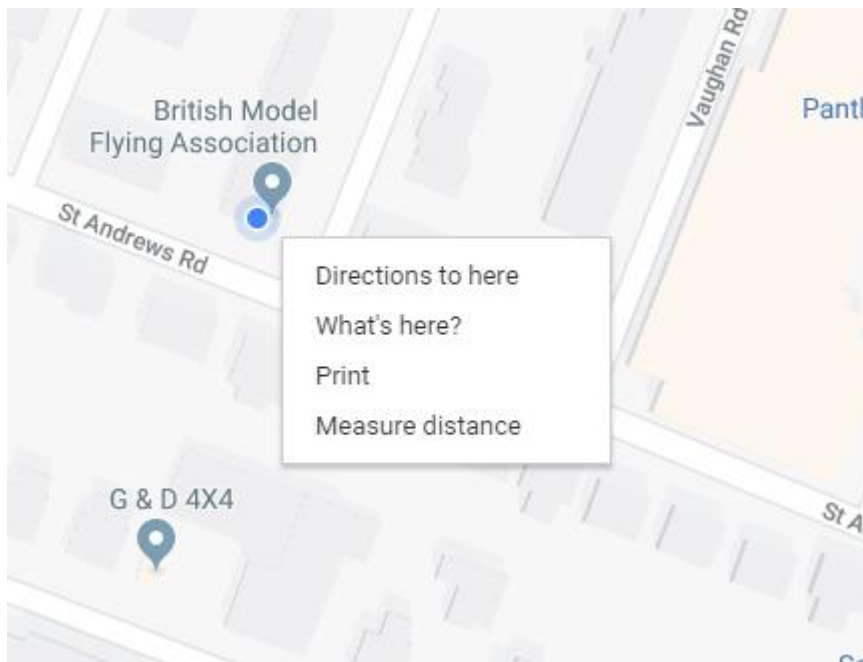 Vaughan Rd
British Model
Flying Association
Panth
St Andrews Rd
Directions to here
What's here?
Print
Measure distance
G & D 4X4
St A